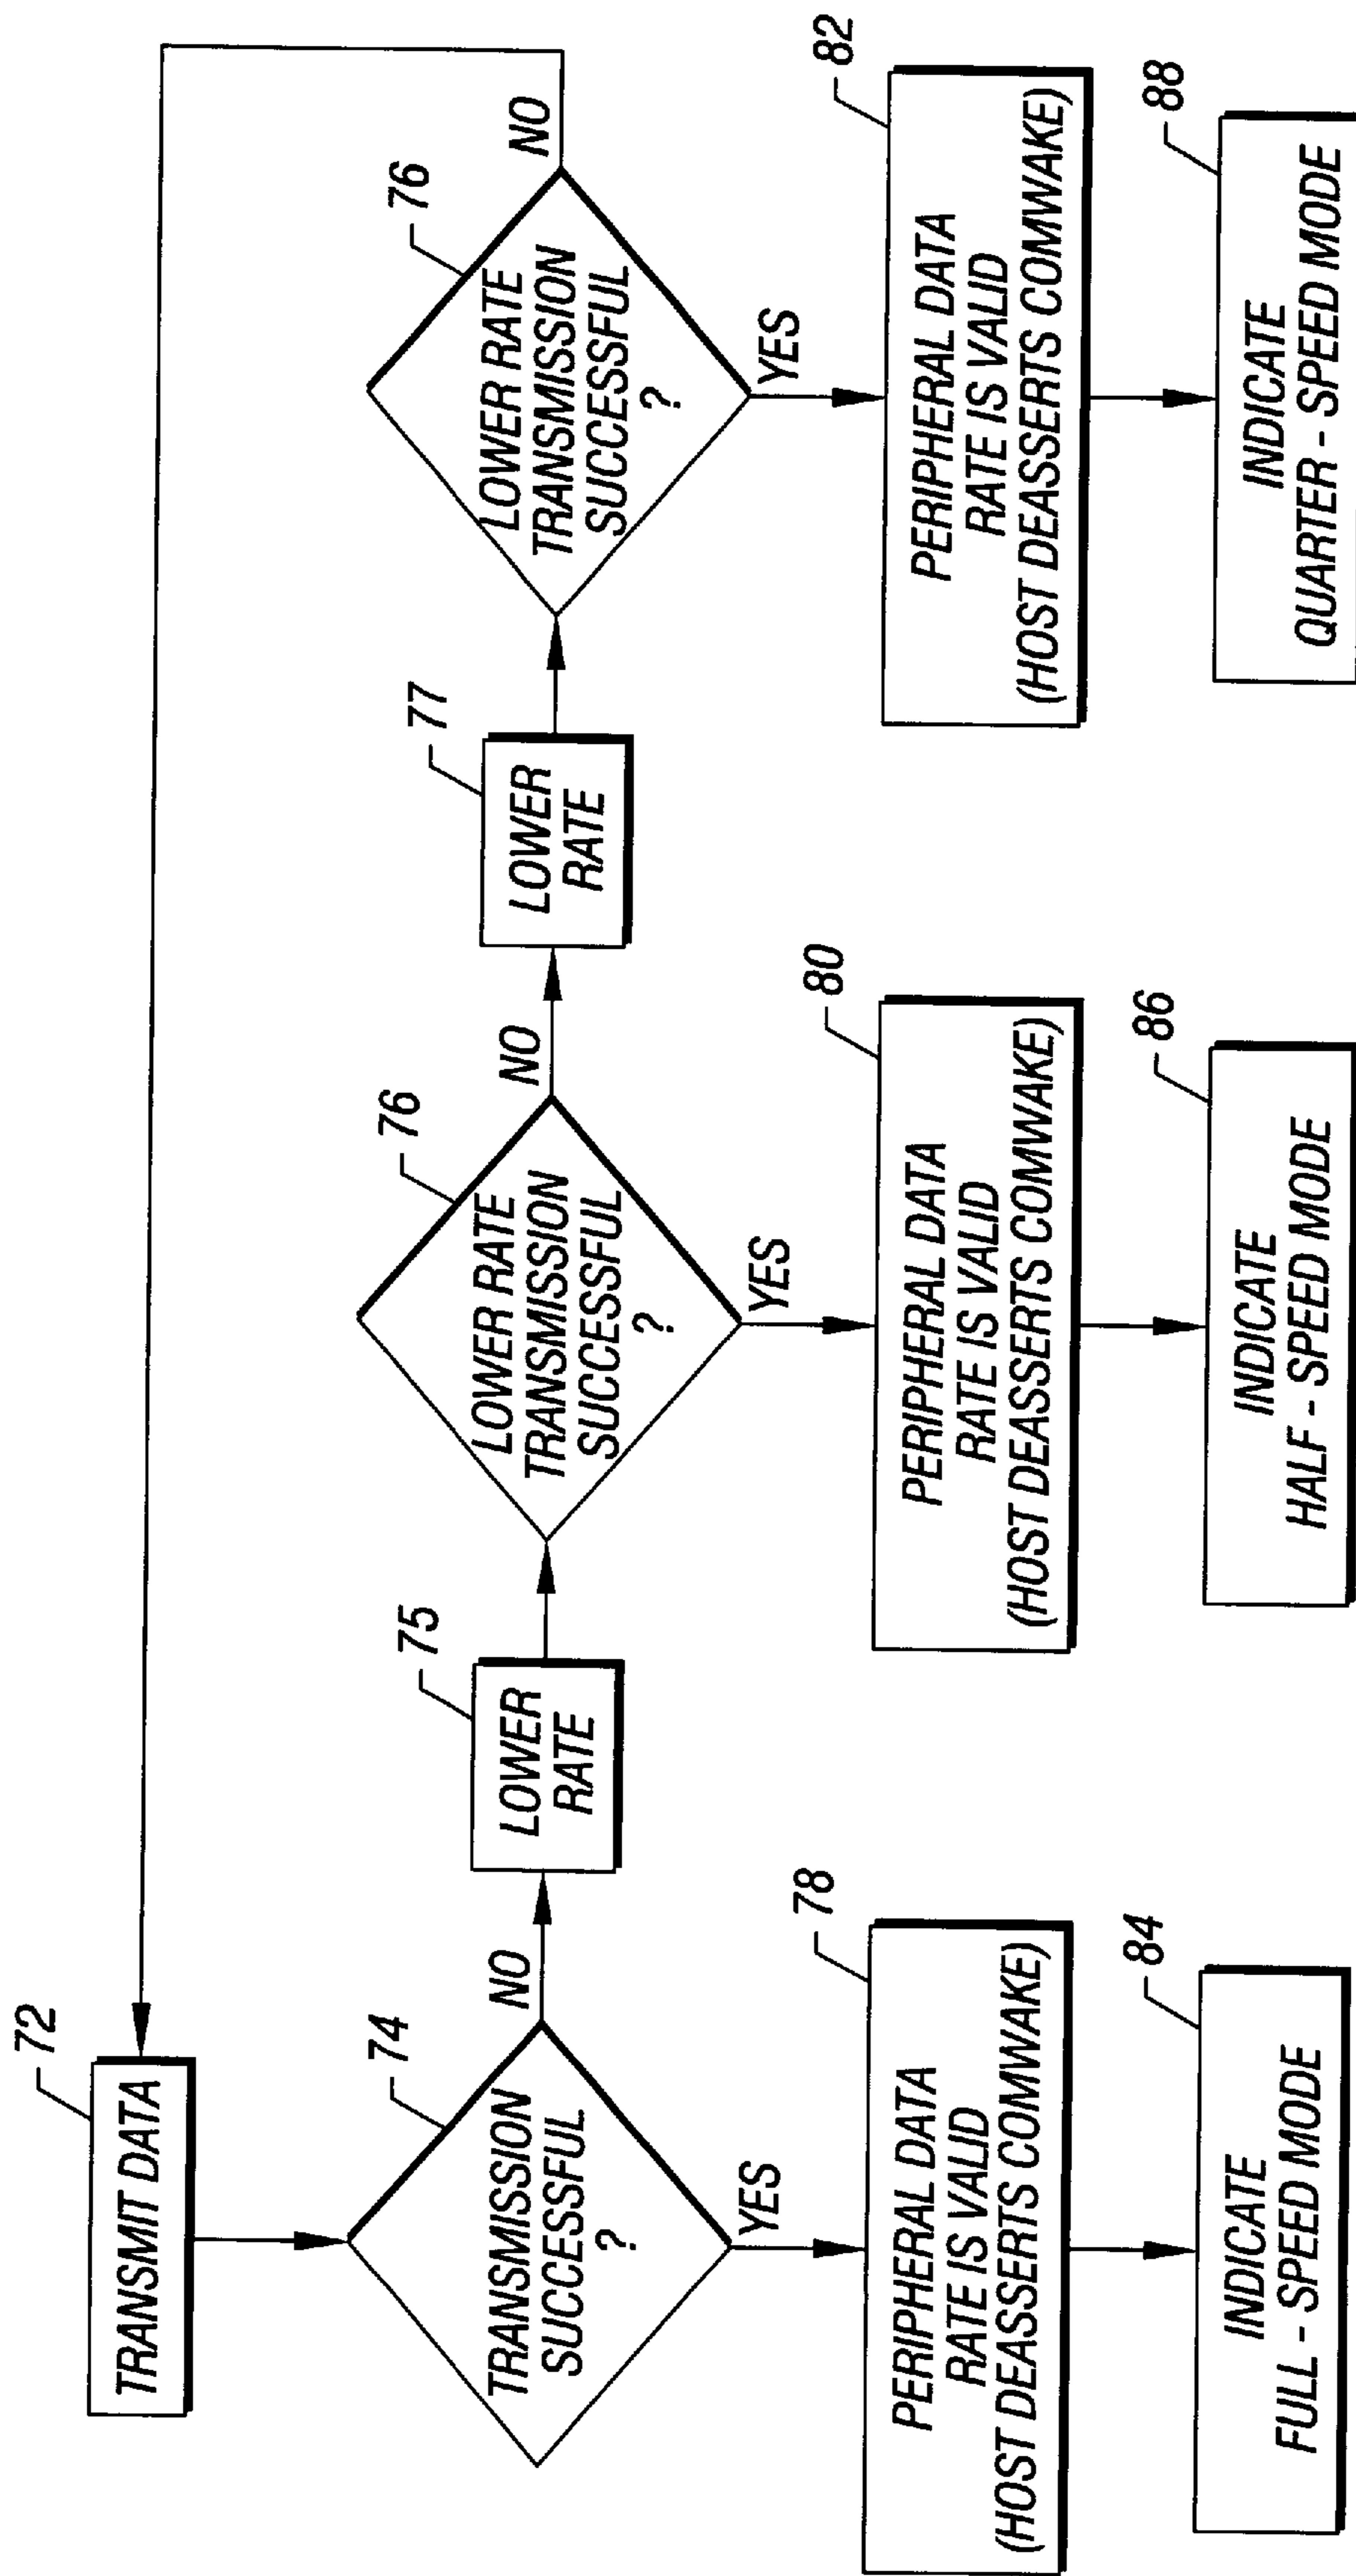 72
TRANSMIT DATA
74
TRANSMISSION
SUCCESSFUL
?
NO
YES
75
LOWER
RATE
76
LOWER RATE
TRANSMISSION
SUCCESSFUL
?
NO
YES
77
LOWER
RATE
76
LOWER RATE
TRANSMISSION
SUCCESSFUL
?
NO
YES
78
PERIPHERAL DATA
RATE IS VALID
(HOST DEASSERTS COMWAKE)
80
PERIPHERAL DATA
RATE IS VALID
(HOST DEASSERTS COMWAKE)
82
PERIPHERAL DATA
RATE IS VALID
(HOST DEASSERTS COMWAKE)
84
INDICATE
FULL - SPEED MODE
86
INDICATE
HALF - SPEED MODE
88
INDICATE
QUARTER - SPEED MODE